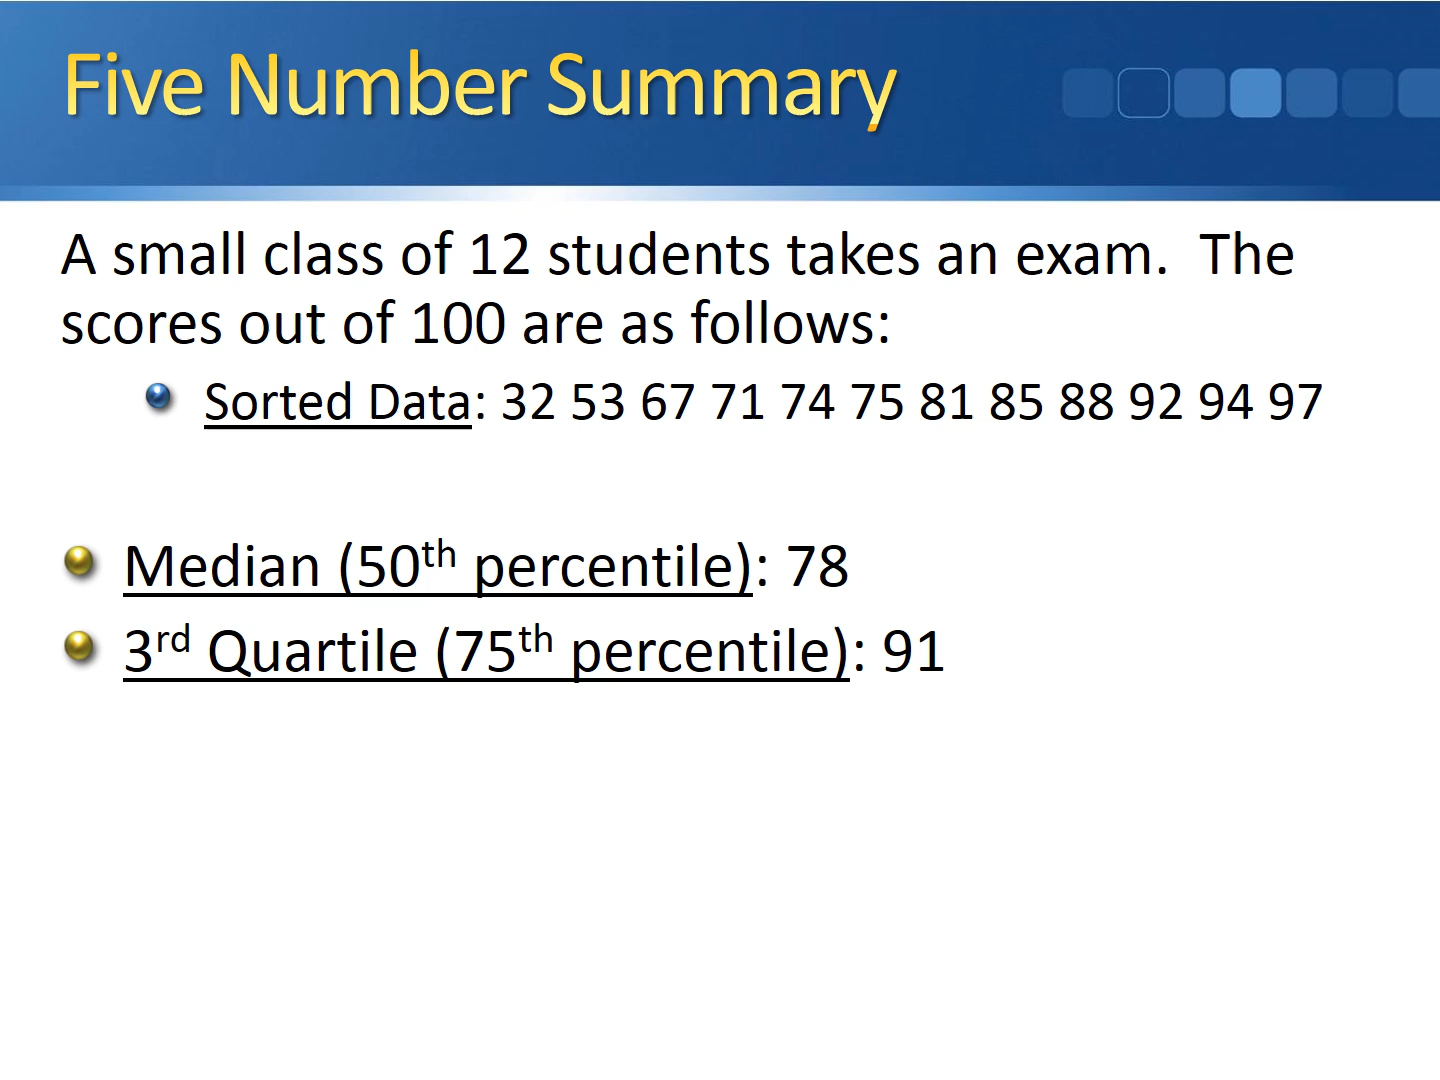 Five Number Summary
A small class of 12 students takes an exam.  The
scores out of 100 are as follows:
Sorted Data: 32 53 67 71 74 75 81 85 88 92 94 97
Median (50th percentile): 78
3rd Quartile (75th percentile): 91